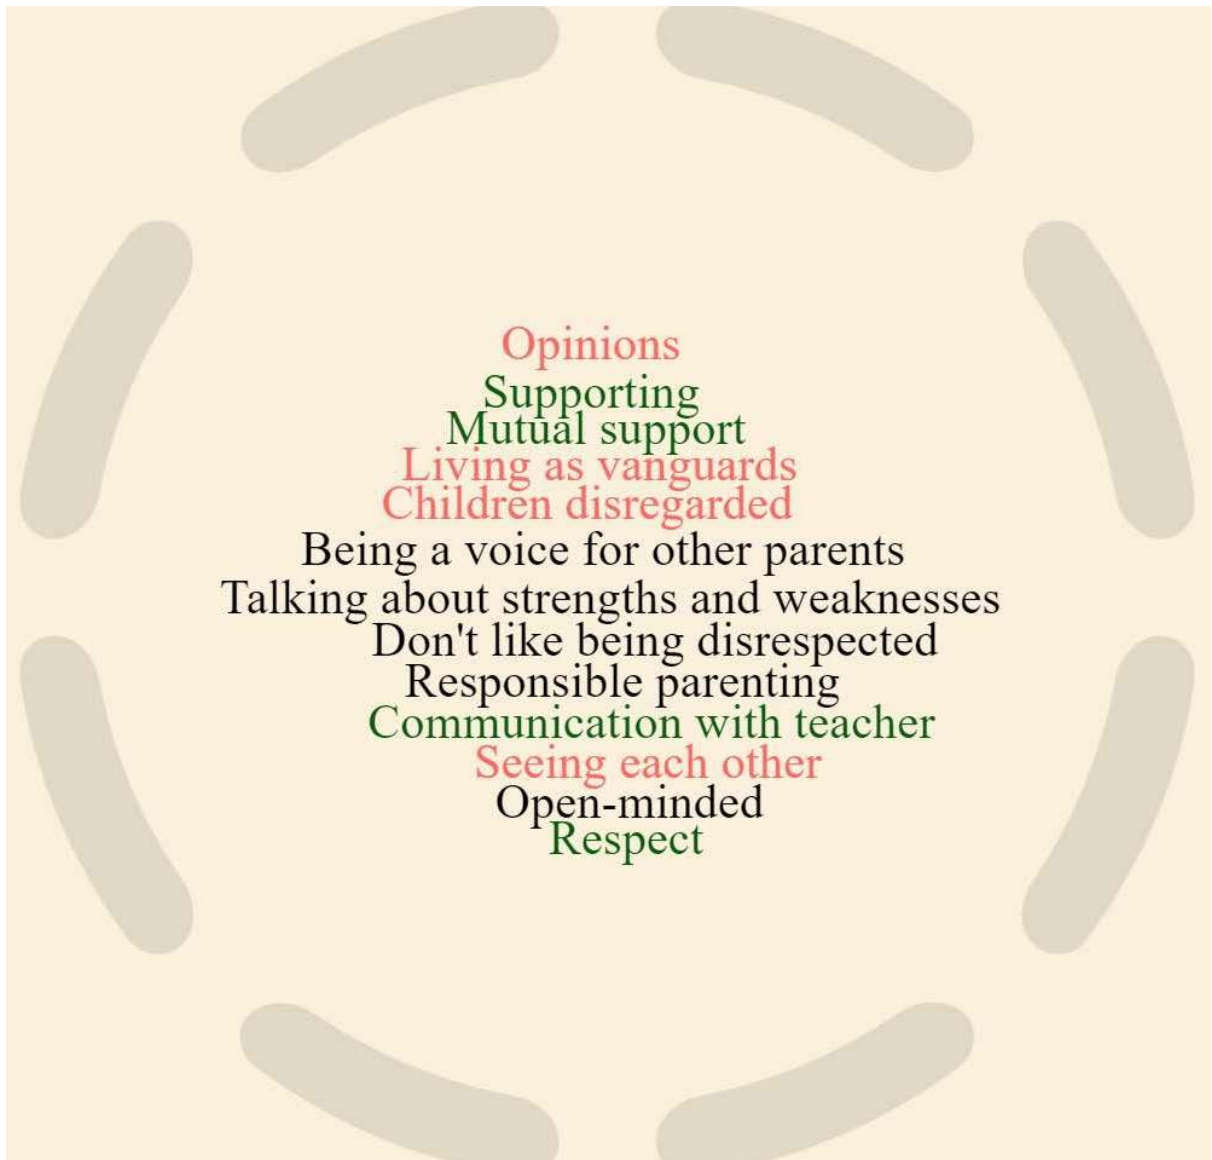 Opinions
Supporting
Mutual support
Living as vanguards
Children disregarded
Being a voice for other parents
Talking about strengths and weaknesses
Don't like being disrespected
Responsible parenting
Communication with teacher
Seeing each other
Open-minded
Respect